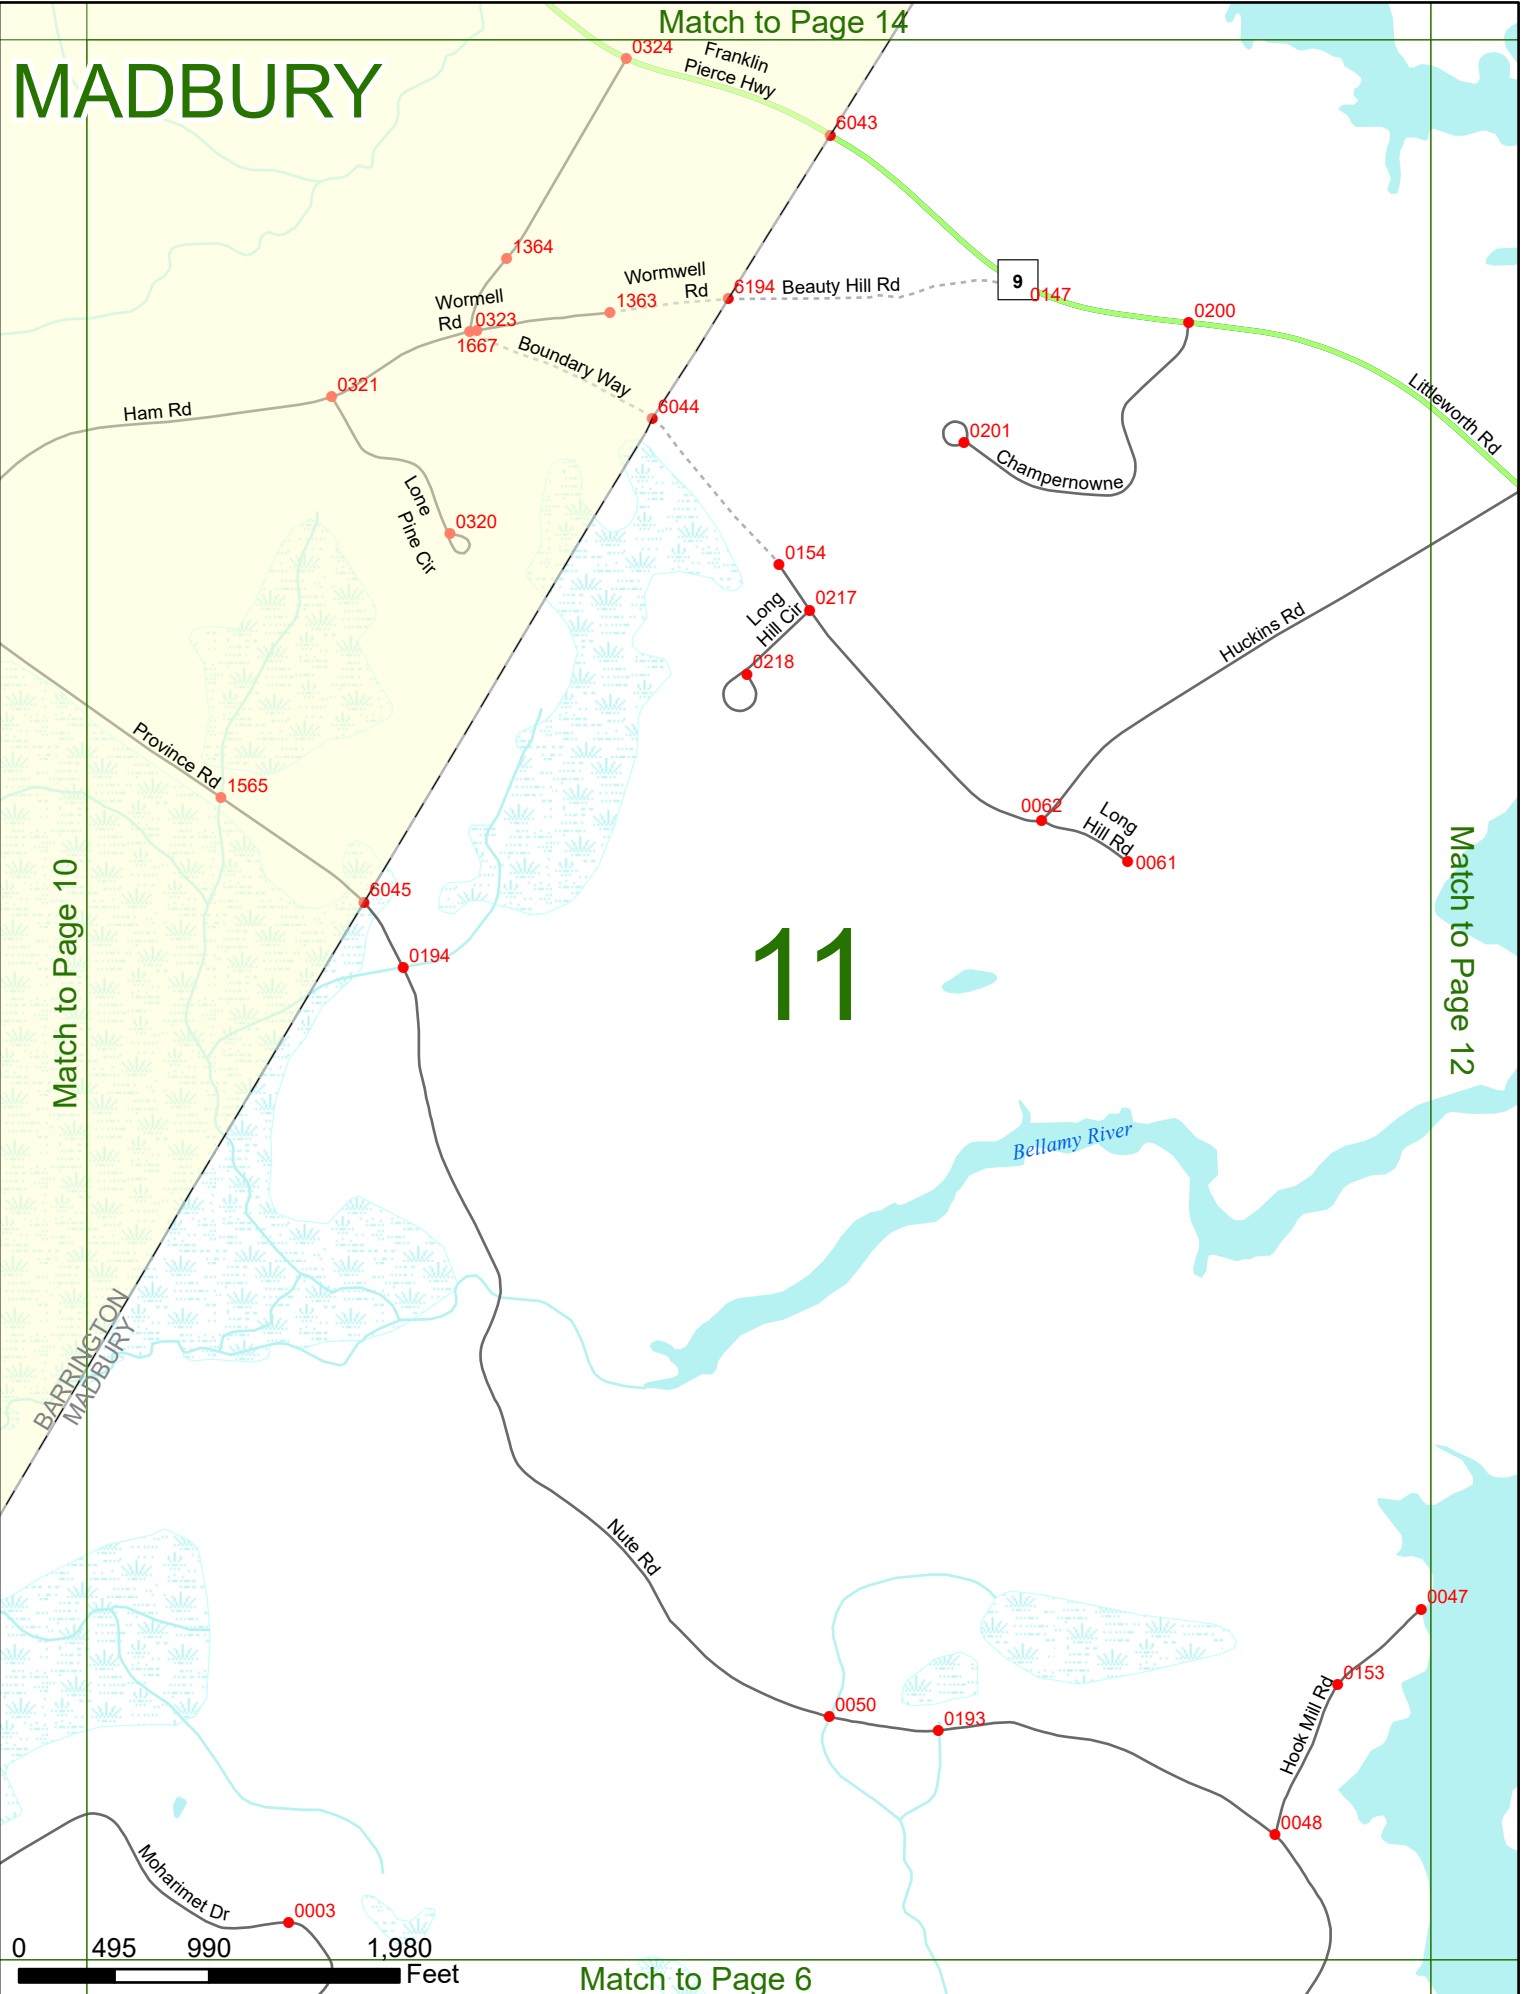 Match to Page 14
MADBURY
0324
Franklin
Pierce Hwy
6043
1364
Wormwell
Rd
6194
Beauty Hill Rd
9
0147
0200
Wormell
Rd
0323
1363
1667
Boundary Way
0321
Ham Rd
6044
Littleworth Rd
0201
Champernowne
Lone
Pine Cir
0320
0154
Long
Hill Cir
0217
0218
Huckins Rd
Province Rd
1565
0062
Long
Hill Rd
0061
Match to Page 10
Match to Page 12
6045
0194
11
Bellamy River
BARRINGTON
MADBURY
Nute Rd
0047
0153
Hook Mill Rd
0050
0193
0048
Moharimet Dr
0003
0 495 990 1,980
Feet
Match to Page 6